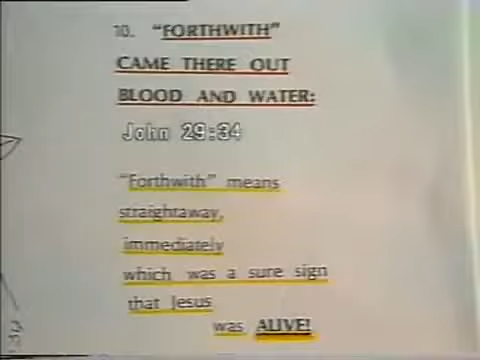 10. "FORTHWITH"
CAME THERE OUT
BLOOD AND WATER:
John 29:34
"Forthwith" means
straightaway,
immediately
which was a sure sign
that Jesus
was ALIVE!